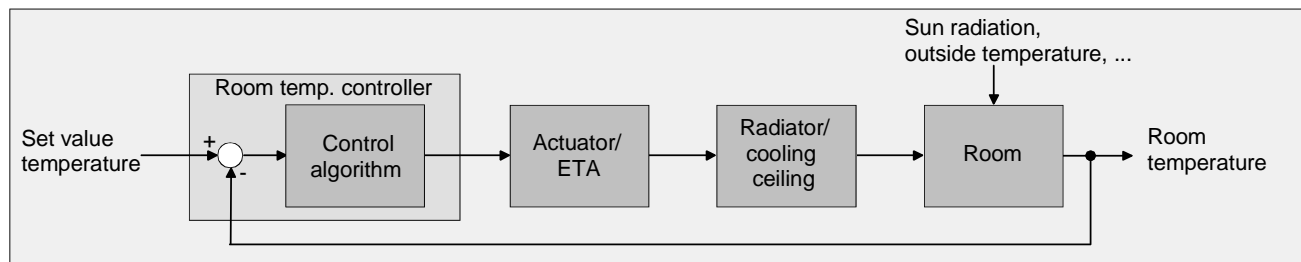 Sun radiation,
outside temperature, ...
Room temp. controller
Set value
temperature
+
-
Control
algorithm
Actuator/
ETA
Radiator/
cooling
ceiling
Room
Room
temperature